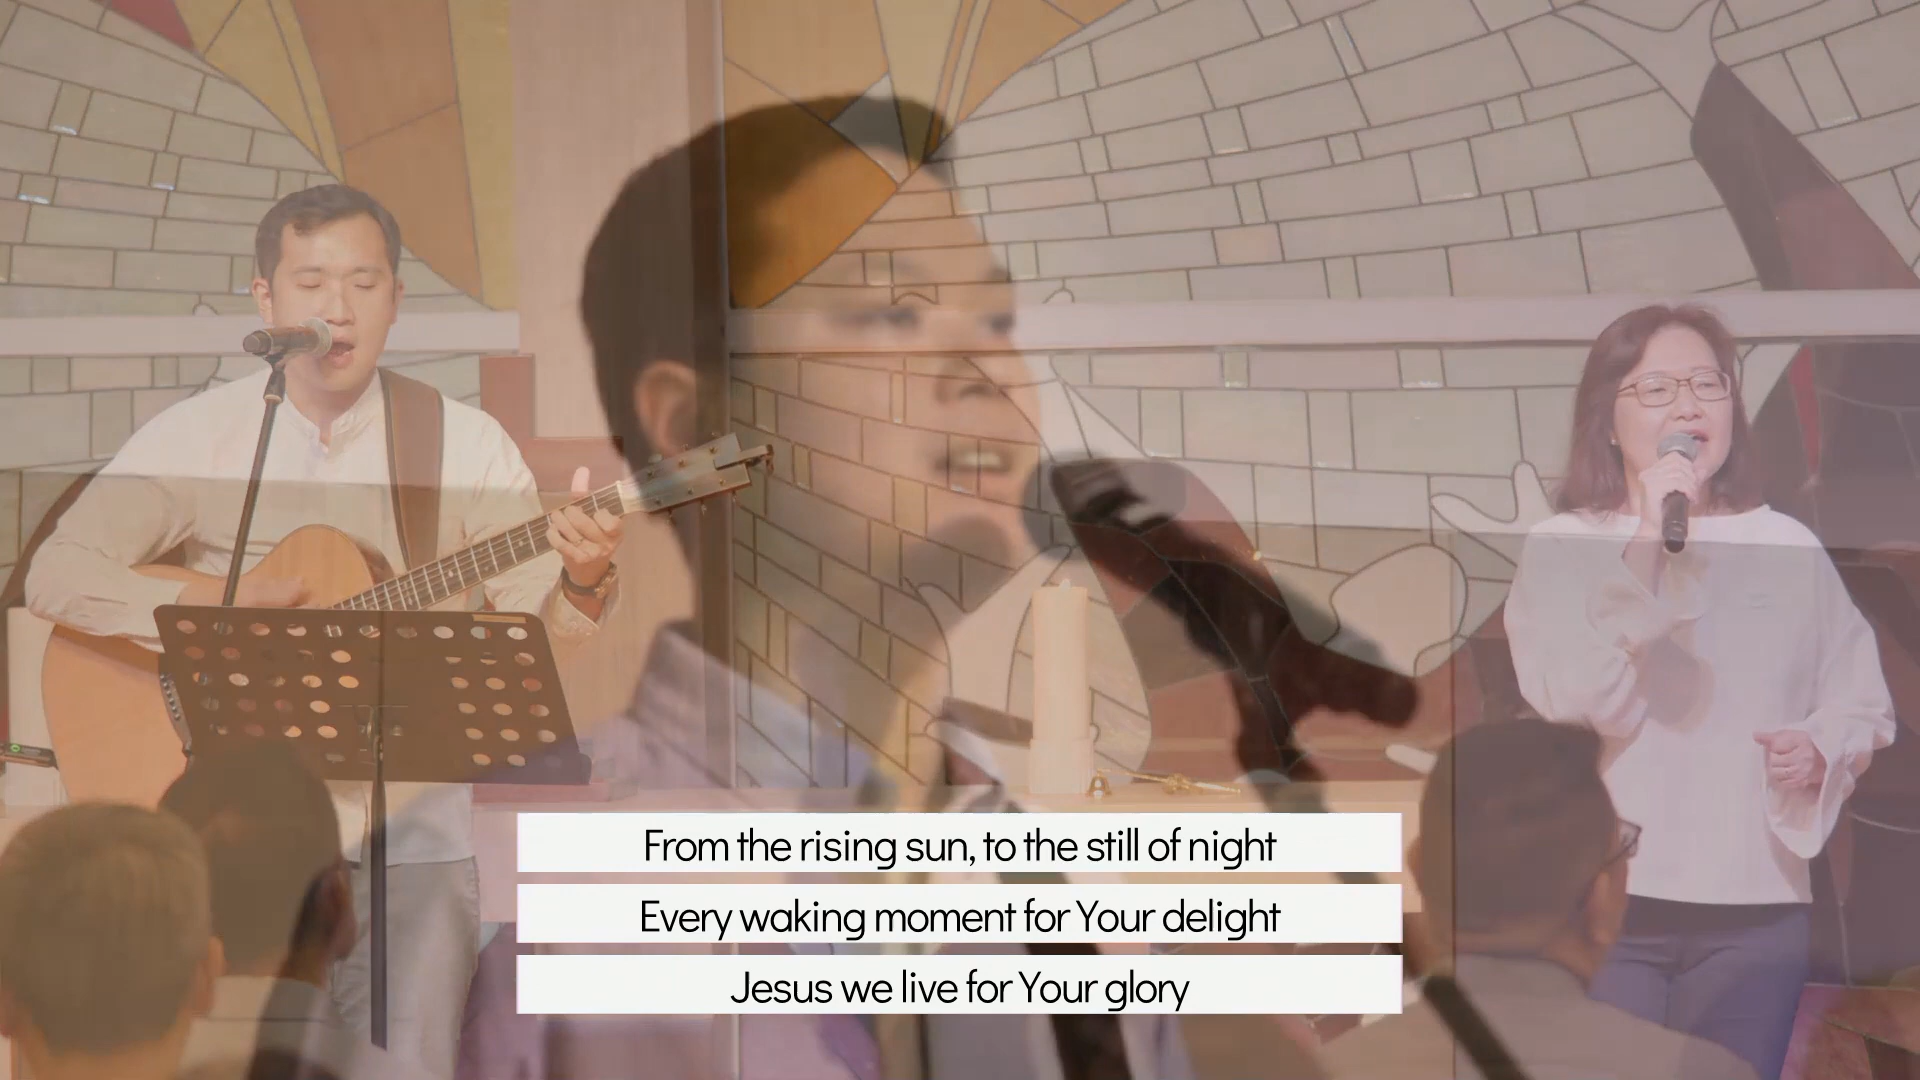 From the rising sun, to the still of night
Every waking moment for Your delight
Jesus we live for Your glory